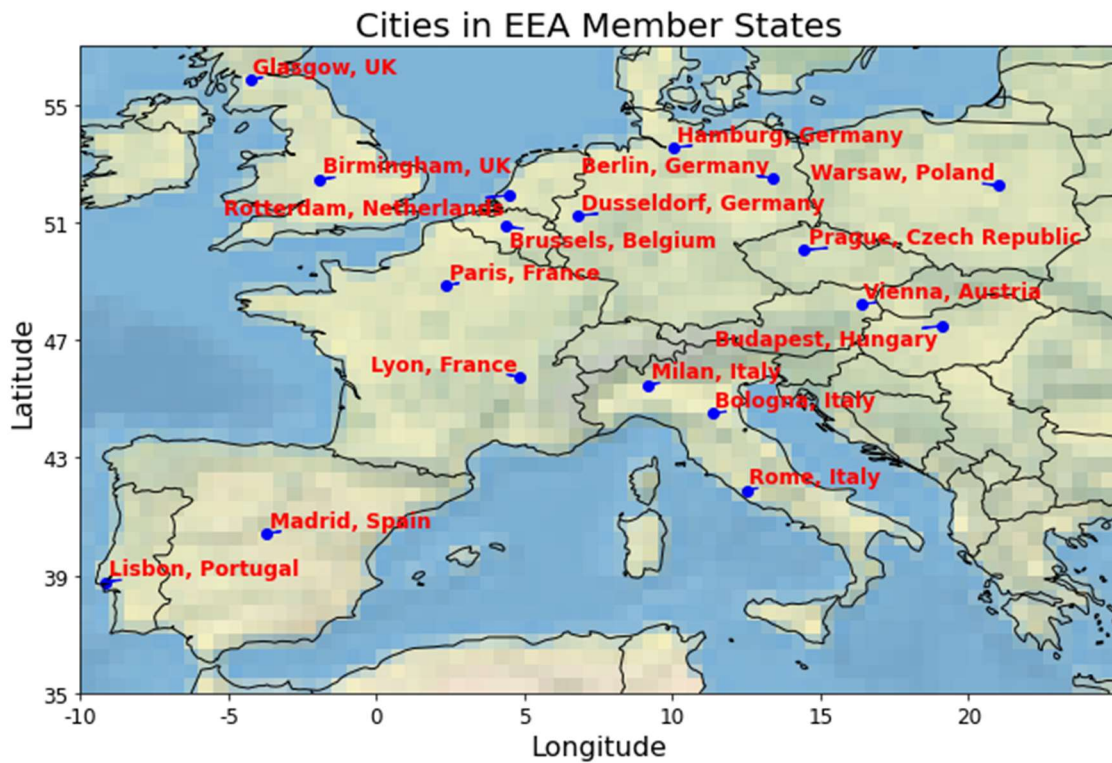 Cities in EEA Member States
Glasgow, UK
Hamburg, Germany
Birmingham, UK
Berlin, Germany
Warsaw, Poland
Rotterdam, Netherlands
Dusseldorf, Germany
Brussels, Belgium
Prague, Czech Republic
Paris, France
Vienna, Austria
Budapest, Hungary
Lyon, France
Milan, Italy
Bologna, Italy
Rome, Italy
Madrid, Spain
Lisbon, Portugal
Latitude
55
51
47
43
39
35
-10
-5
0
5
10
15
20
Longitude